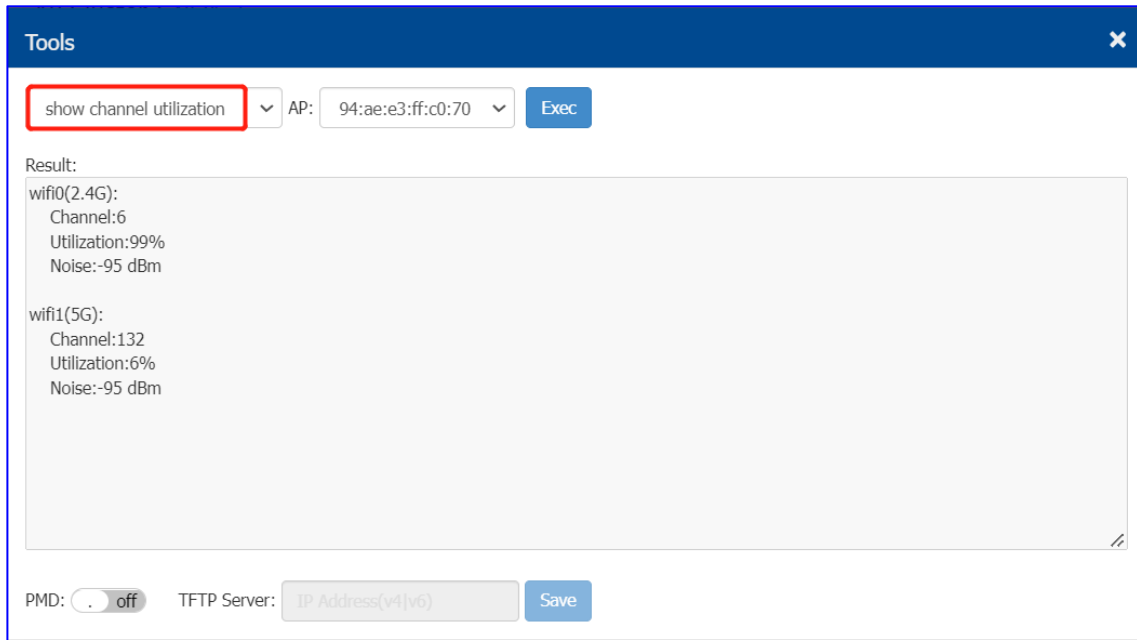 Tools
show channel utilization AP: 94:ae:e3:ff:c0:70 Exec
Result:
wifi0(2.4G):
Channel:6
Utilization:99%
Noise:-95 dBm
wifi1(5G):
Channel:132
Utilization:6%
Noise:-95 dBm
PMD: . off TFTP Server: IP Address(v4|v6) Save